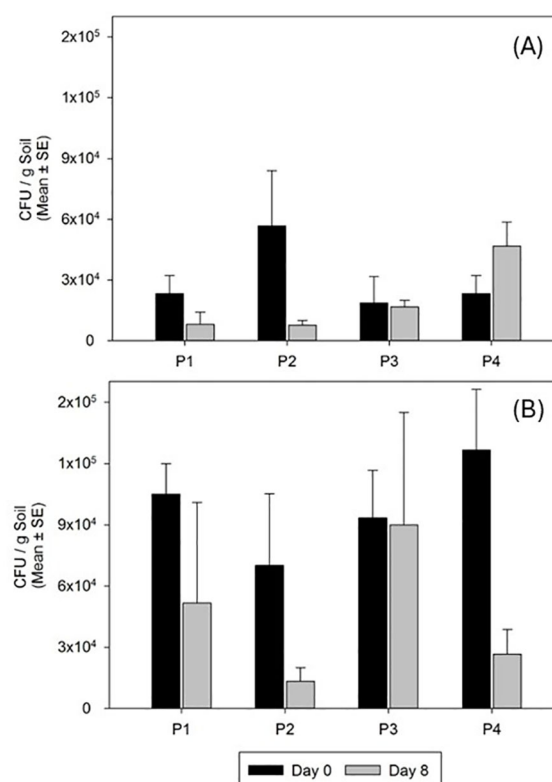 (A)
2x10⁵
1x10⁵
9x10⁴
6x10⁴
3x10⁴
0
CFU / g Soil
(Mean ± SE)
P1 P2 P3 P4
(B)
2x10⁵
1x10⁵
9x10⁴
6x10⁴
3x10⁴
0
CFU / g Soil
(Mean ± SE)
P1 P2 P3 P4
Day 0 Day 8